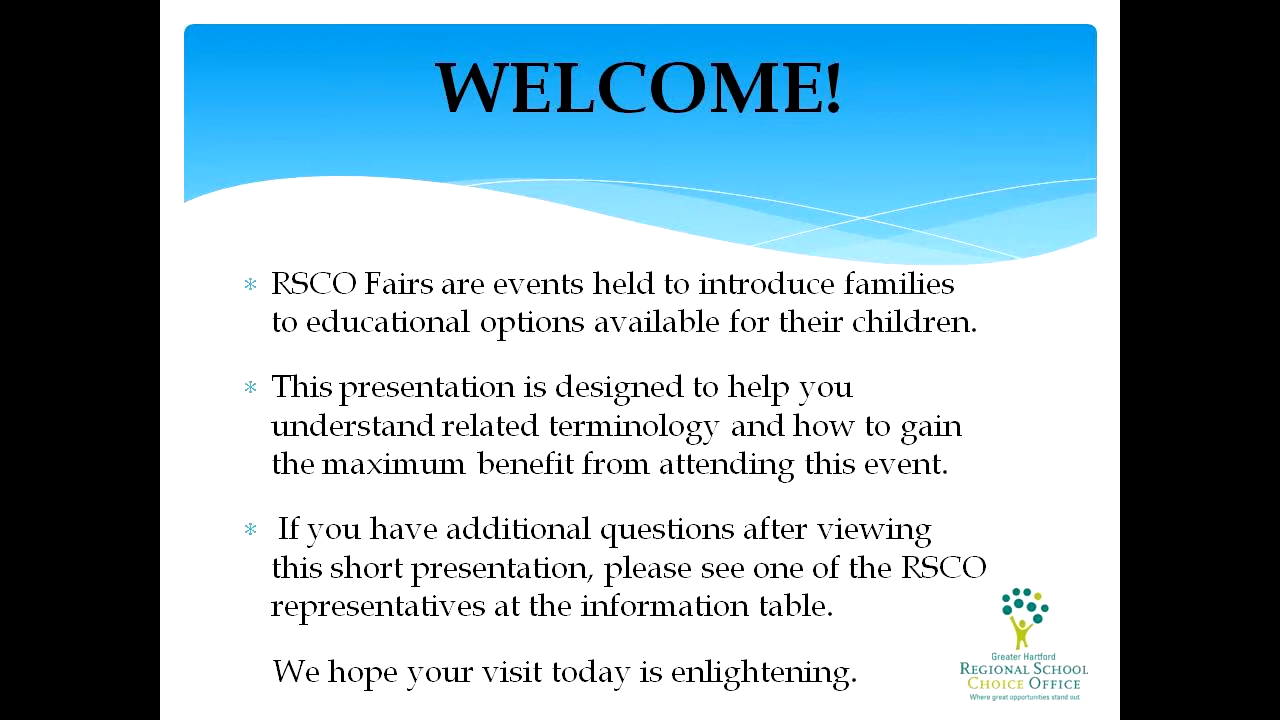 WELCOME!
* RSCO Fairs are events held to introduce families
to educational options available for their children.
* This presentation is designed to help you
understand related terminology and how to gain
the maximum benefit from attending this event.
* If you have additional questions after viewing
this short presentation, please see one of the RSCO
representatives at the information table.
We hope your visit today is enlightening.
Greater Hartford
REGIONAL SCHOOL
CHOICE OFFICE
Where great opportunities stand out